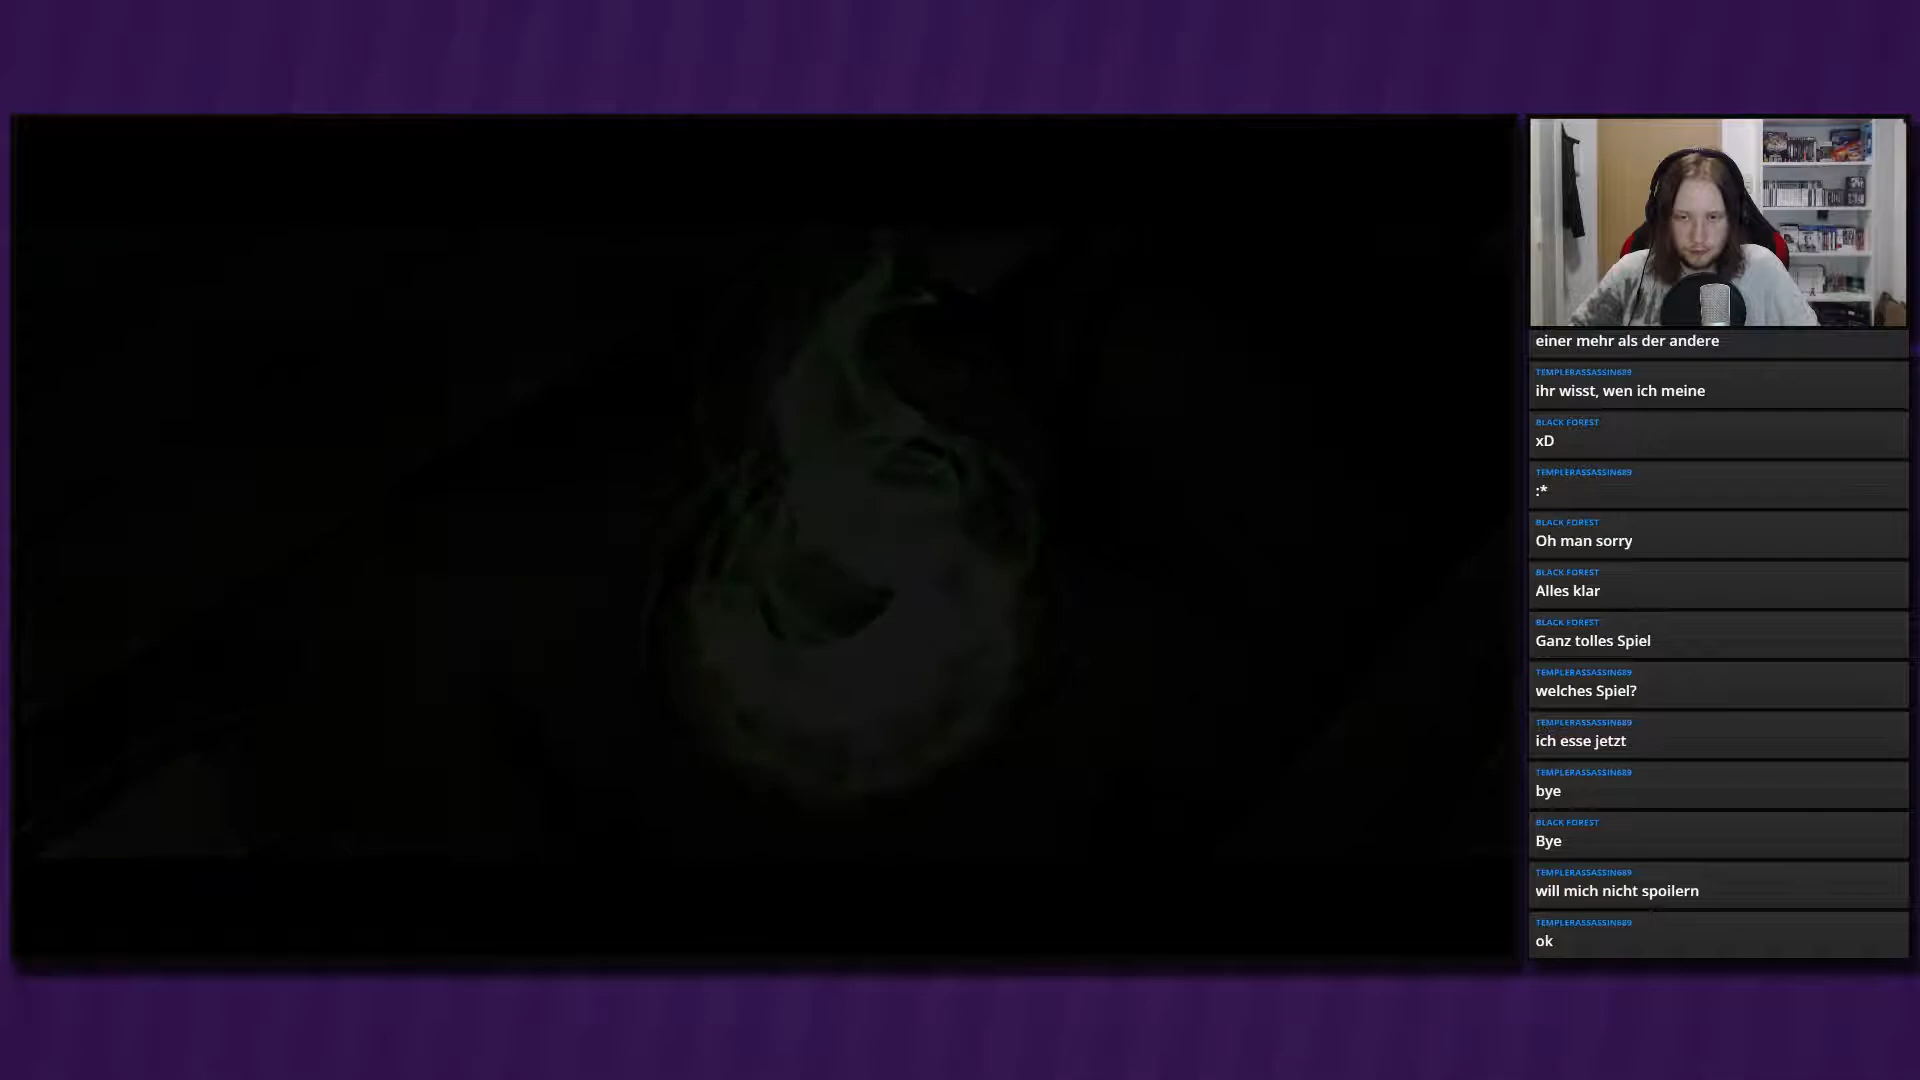 einer mehr als der andere
TEMPLERASSASSIN689
ihr wisst, wen ich meine
BLACK FOREST
xD
TEMPLERASSASSIN689
:*
BLACK FOREST
Oh man sorry
BLACK FOREST
Alles klar
BLACK FOREST
Ganz tolles Spiel
TEMPLERASSASSIN689
welches Spiel?
TEMPLERASSASSIN689
ich esse jetzt
TEMPLERASSASSIN689
bye
BLACK FOREST
Bye
TEMPLERASSASSIN689
will mich nicht spoilern
TEMPLERASSASSIN689
ok